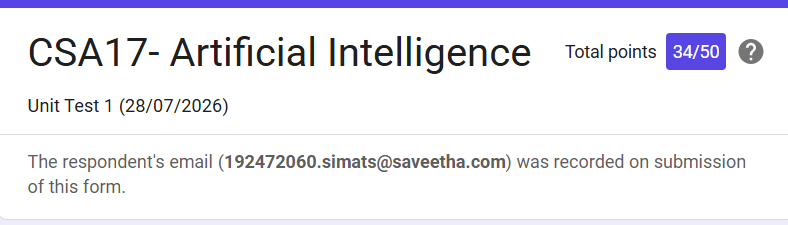 CSA17- Artificial Intelligence
Total points 34/50
Unit Test 1 (28/07/2026)
The respondent's email (192472060.simats@saveetha.com) was recorded on submission
of this form.